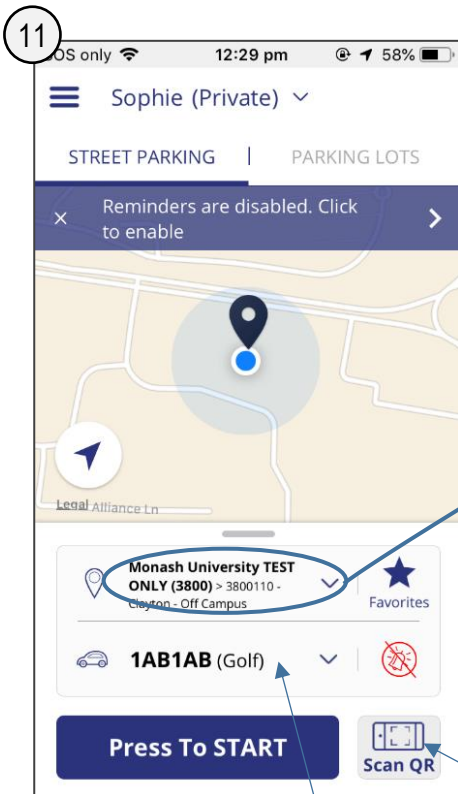 11
SOS only 12:29 pm 58%
Sophie (Private)
STREET PARKING | PARKING LOTS
× Reminders are disabled. Click
to enable
Legal Alliance Ln
Monash University TEST
ONLY (3800) > 3800110 -
Clayton - Off Campus
Favorites
1AB1AB (Golf)
Press To START
Scan QR